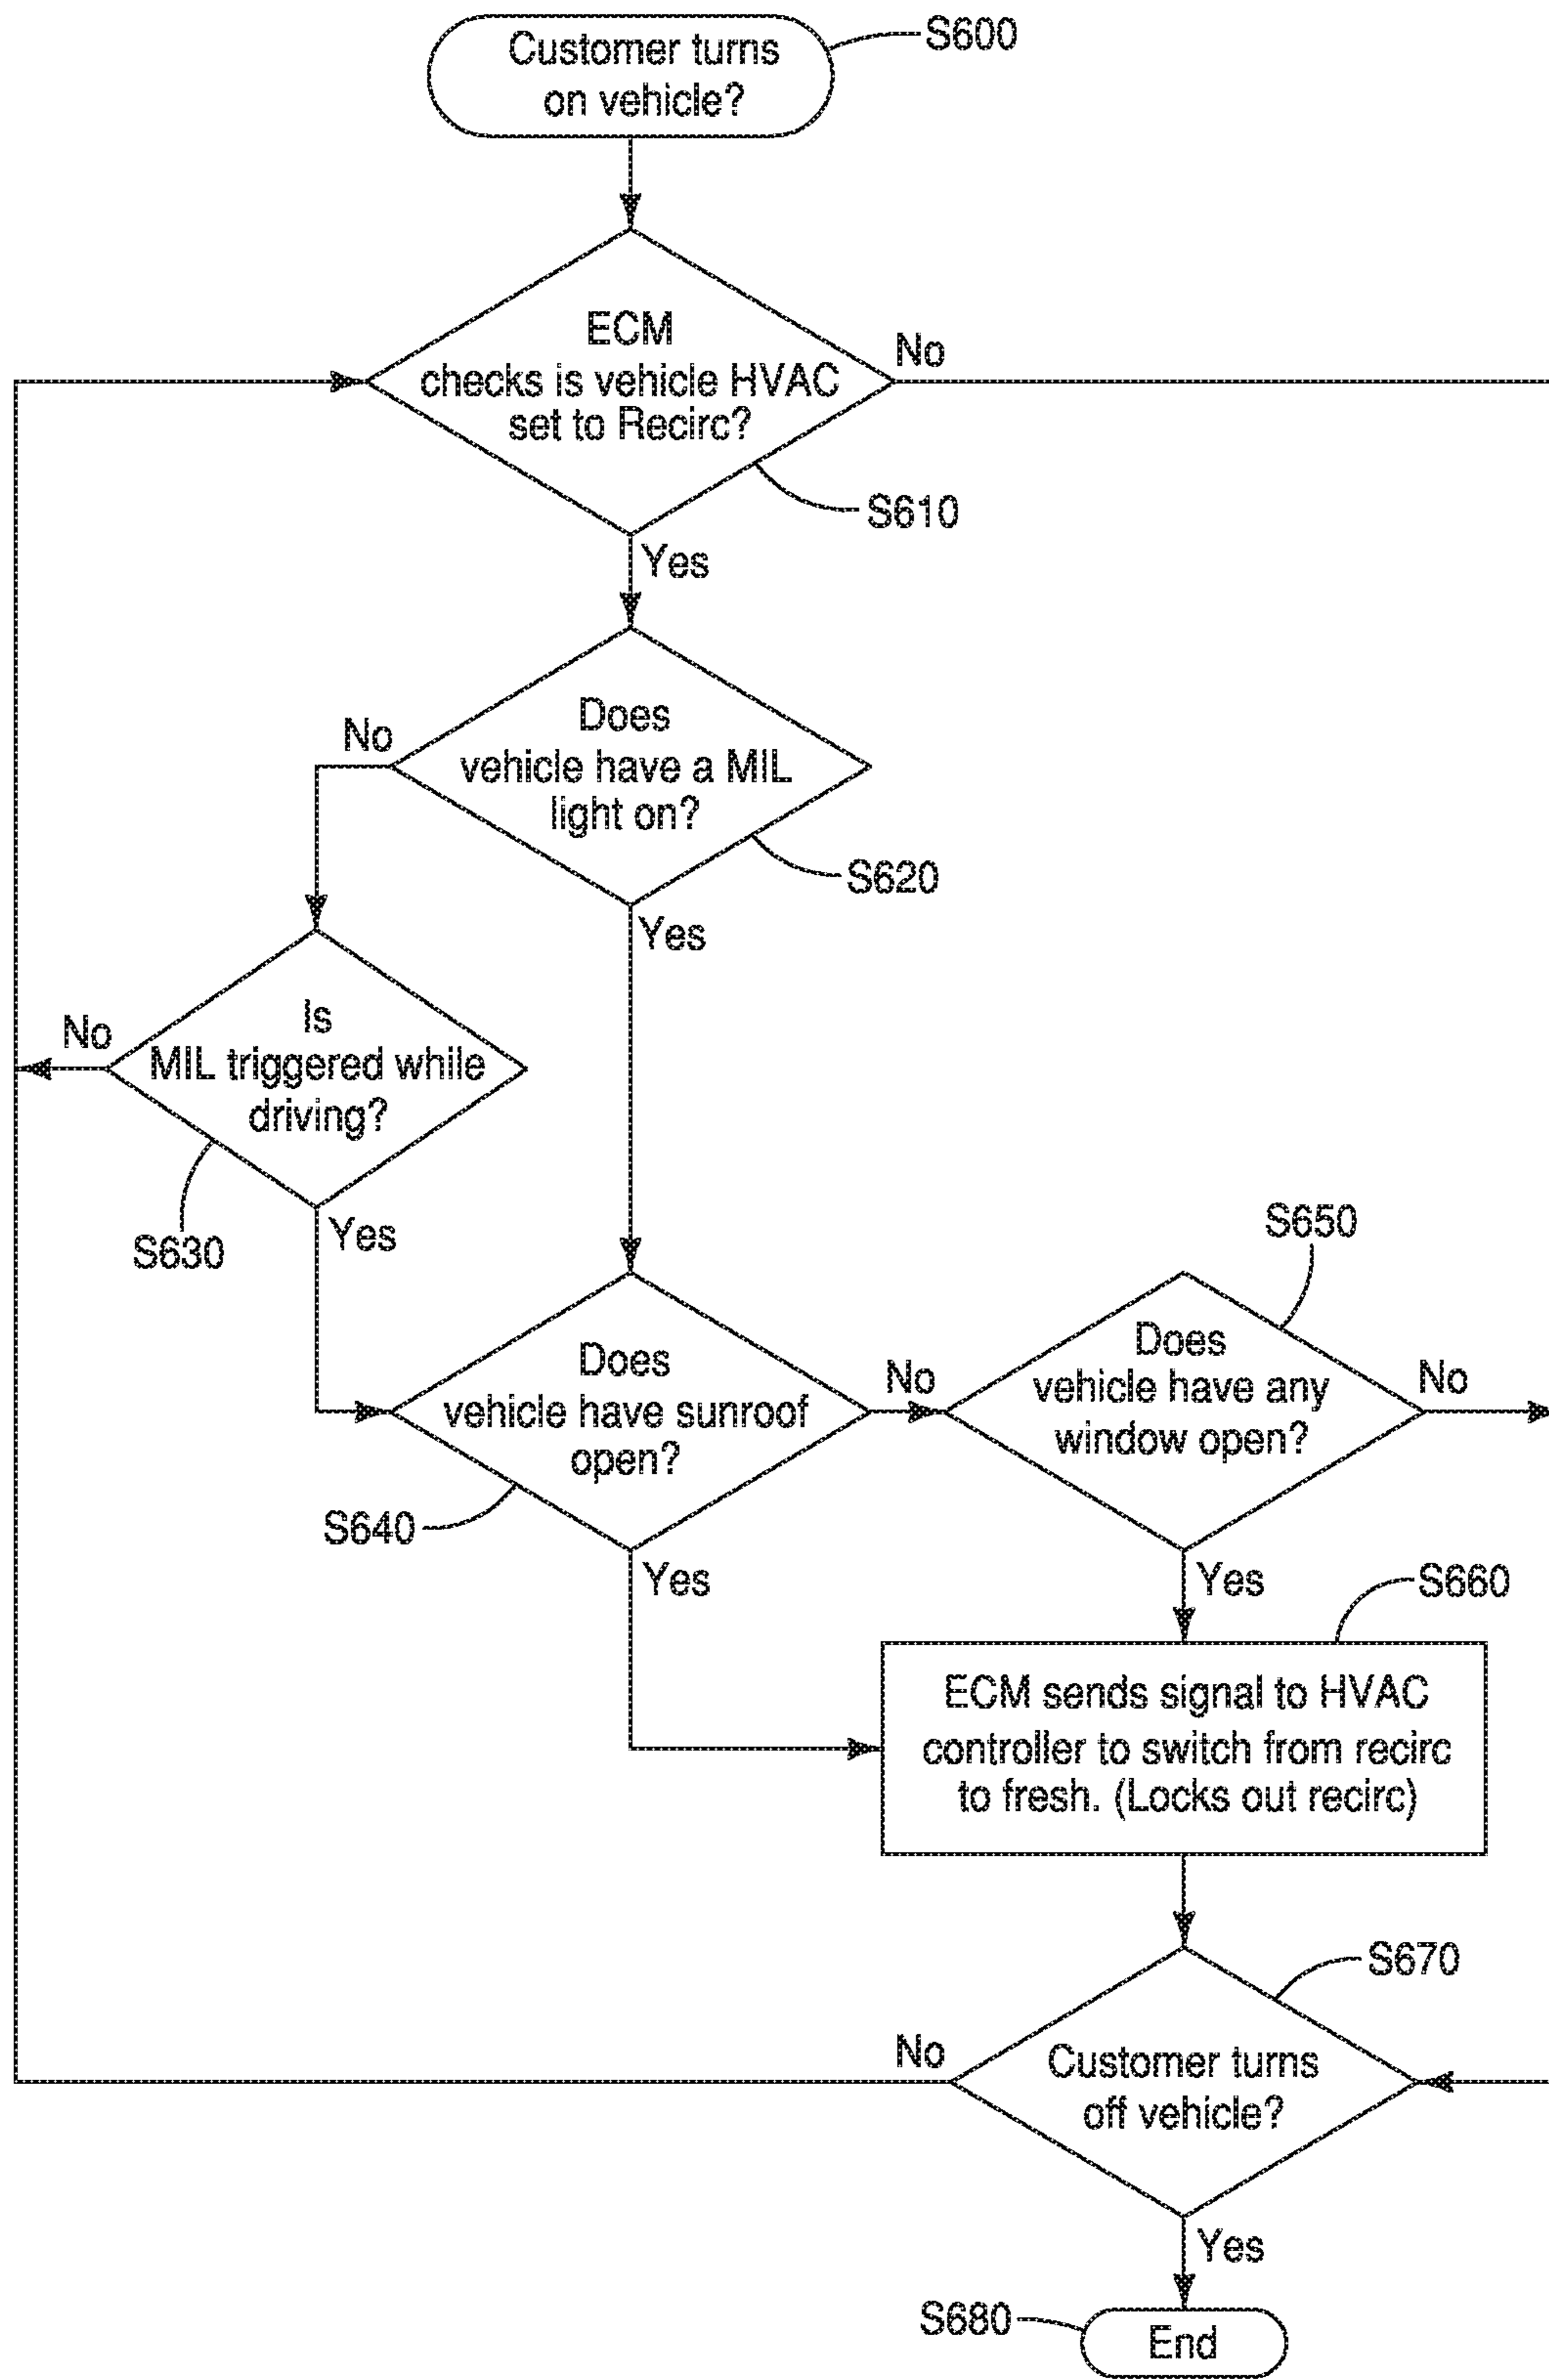 Customer turns
on vehicle?
S600
ECM
checks is vehicle HVAC
set to Recirc?
No
S610
Yes
Does
vehicle have a MIL
light on?
No
S620
Yes
Is
MIL triggered while
driving?
No
S630
Yes
Does
vehicle have sunroof
open?
No
S640
Yes
S650
Does
vehicle have any
window open?
No
Yes
S660
ECM sends signal to HVAC
controller to switch from recirc
to fresh. (Locks out recirc)
S670
Customer turns
off vehicle?
No
Yes
S680
End